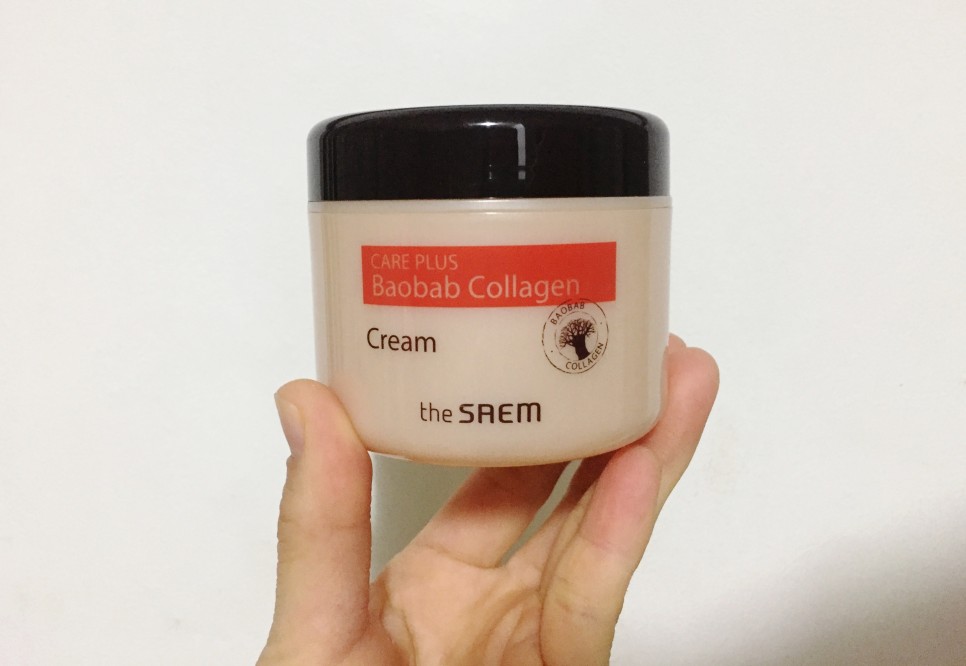 CARE PLUS
Baobab Collagen
BAOBAB
COLLAGEN
Cream
the SAEM